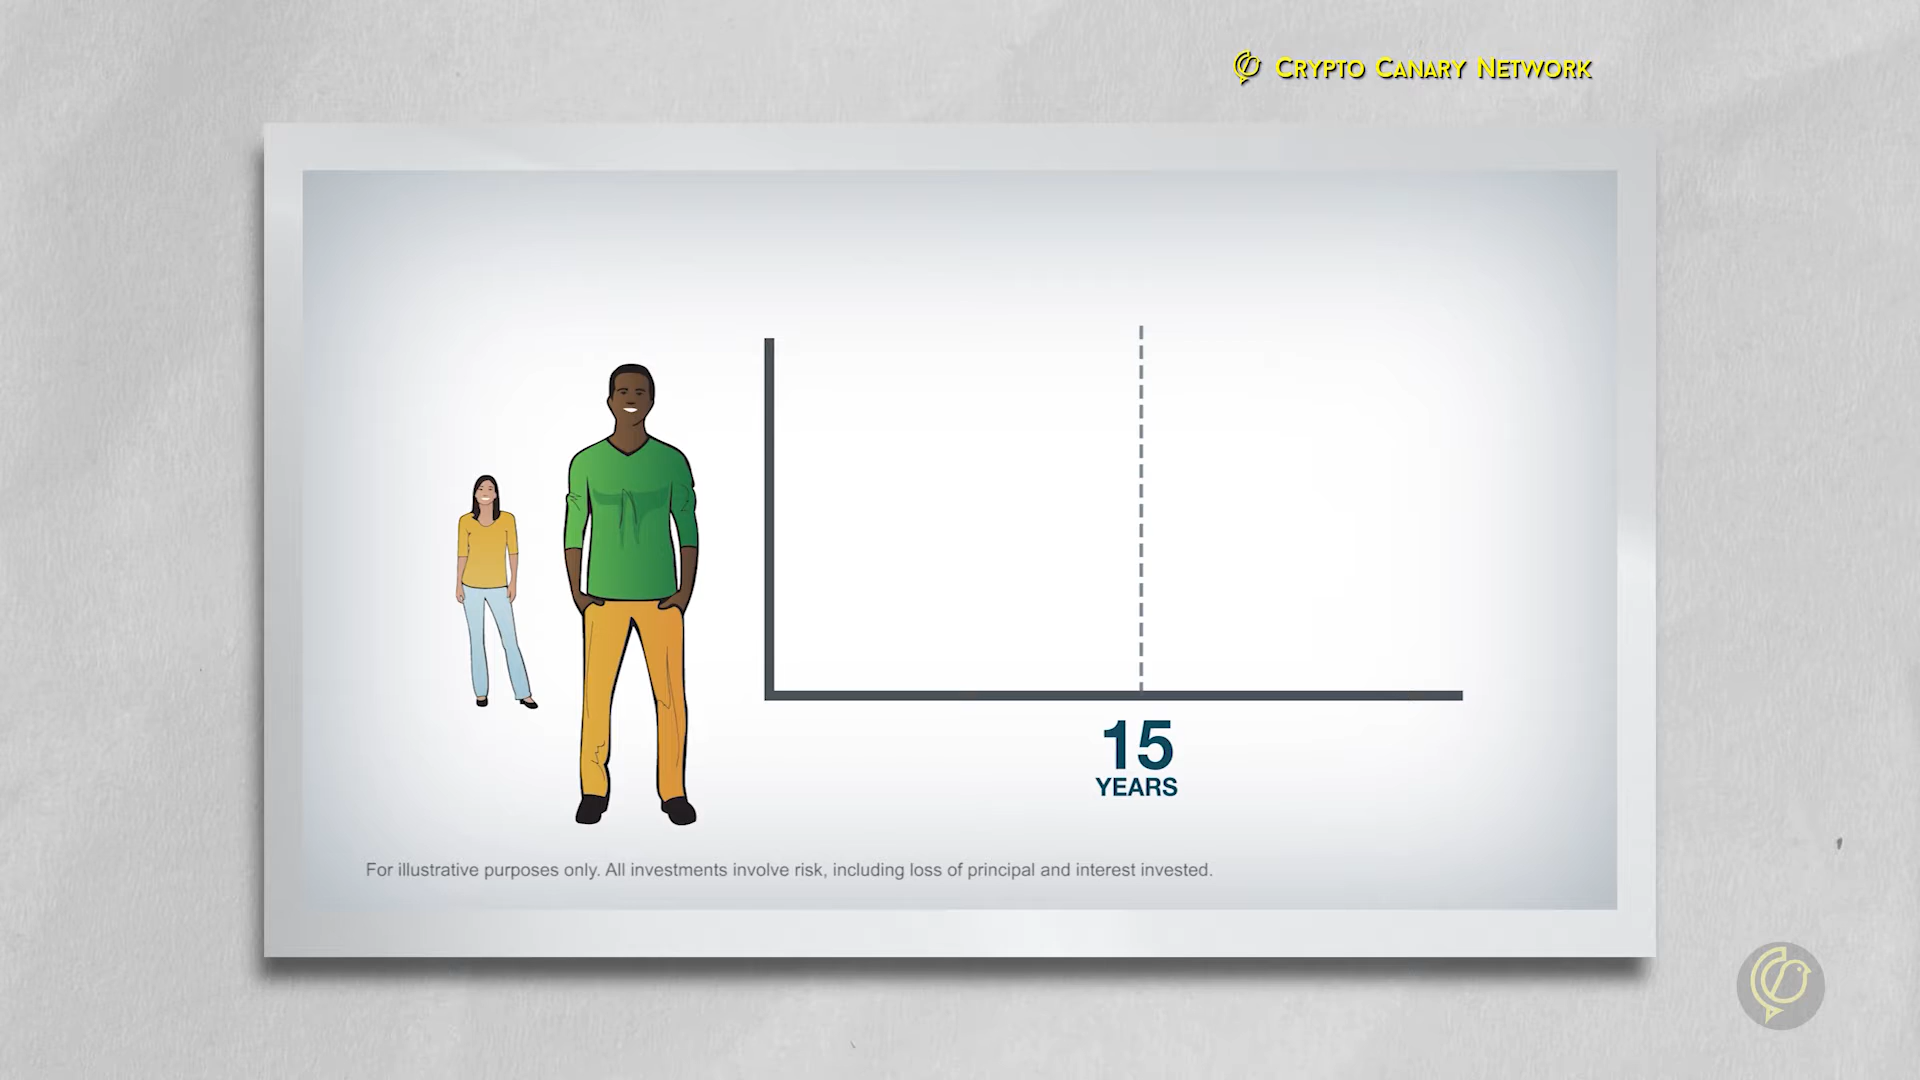 Crypto Canary Network
15
YEARS
For illustrative purposes only. All investments involve risk, including loss of principal and interest invested.